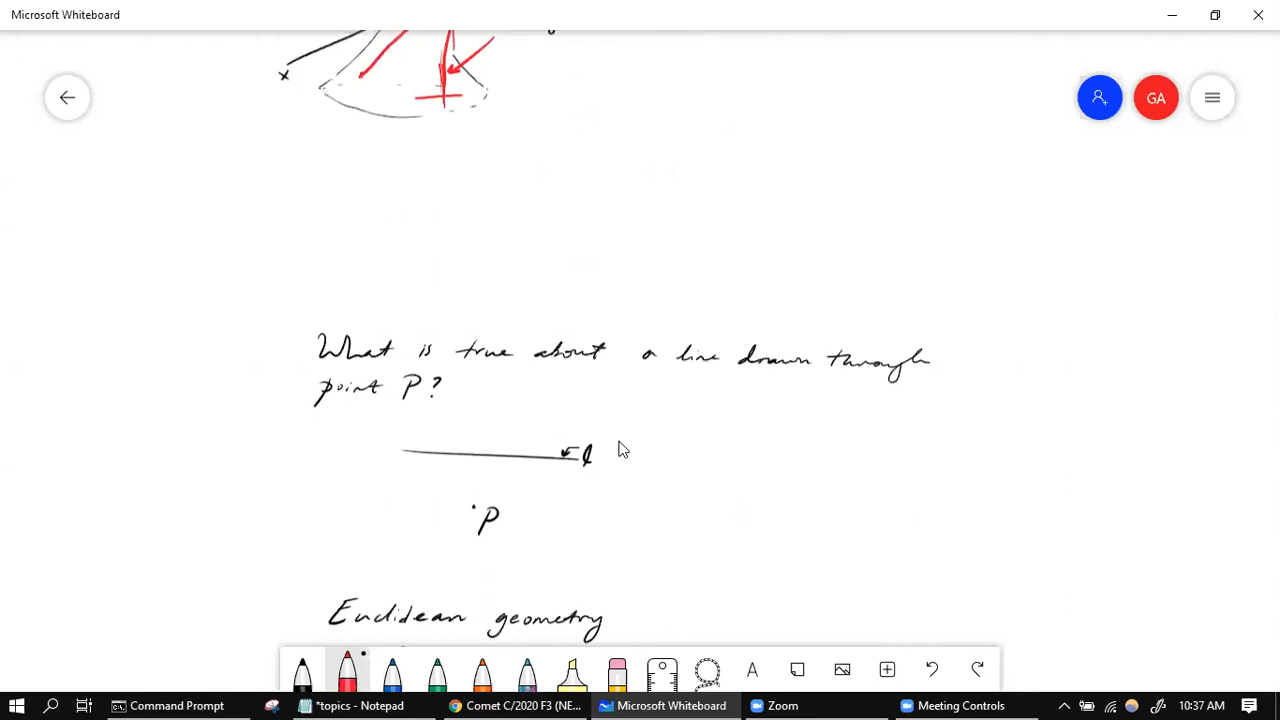 Microsoft Whiteboard
x
GA
What is true about a line drawn through
point P?
l
P
Euclidean geometry
A
Command Prompt
*topics - Notepad
Comet C/2020 F3 (NE...
Microsoft Whiteboard
Zoom
Meeting Controls
10:37 AM